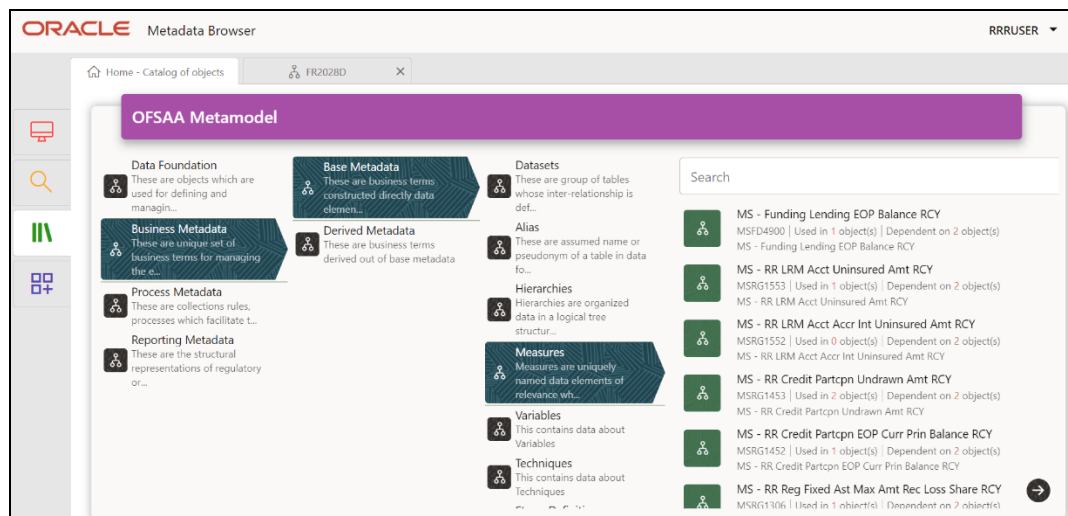 ORACLE Metadata Browser
RRRUSER
Home - Catalog of objects
FR2028D
OFSAA Metamodel
Data Foundation
These are objects which are
used for defining and
managin...
Business Metadata
These are unique set of
business terms for managing
the e...
Process Metadata
These are collections rules,
processes which facilitate t...
Reporting Metadata
These are the structural
representations of regulatory
or...
Base Metadata
These are business terms
constructed directly data
elemen...
Derived Metadata
These are business terms
derived out of base metadata
Datasets
These are group of tables
whose inter-relationship is
def...
Alias
These are assumed name or
pseudonym of a table in data
fo...
Hierarchies
Hierarchies are organized
data in a logical tree
structur...
Measures
Measures are uniquely
named data elements of
relevance wh...
Variables
This contains data about
Variables
Techniques
This contains data about
Techniques
Search
MS - Funding Lending EOP Balance RCY
MSFD4900 | Used in 1 object(s) | Dependent on 2 object(s)
MS - Funding Lending EOP Balance RCY
MS - RR LRM Acct Uninsured Amt RCY
MSRG1553 | Used in 1 object(s) | Dependent on 2 object(s)
MS - RR LRM Acct Uninsured Amt RCY
MS - RR LRM Acct Accr Int Uninsured Amt RCY
MSRG1552 | Used in 0 object(s) | Dependent on 2 object(s)
MS - RR LRM Acct Accr Int Uninsured Amt RCY
MS - RR Credit Partcpn Undrawn Amt RCY
MSRG1453 | Used in 2 object(s) | Dependent on 2 object(s)
MS - RR Credit Partcpn Undrawn Amt RCY
MS - RR Credit Partcpn EOP Curr Prin Balance RCY
MSRG1452 | Used in 1 object(s) | Dependent on 2 object(s)
MS - RR Credit Partcpn EOP Curr Prin Balance RCY
MS - RR Reg Fixed Ast Max Amt Rec Loss Share RCY
MSRG1306 | Used in 1 object(s) | Dependent on 2 object(s)